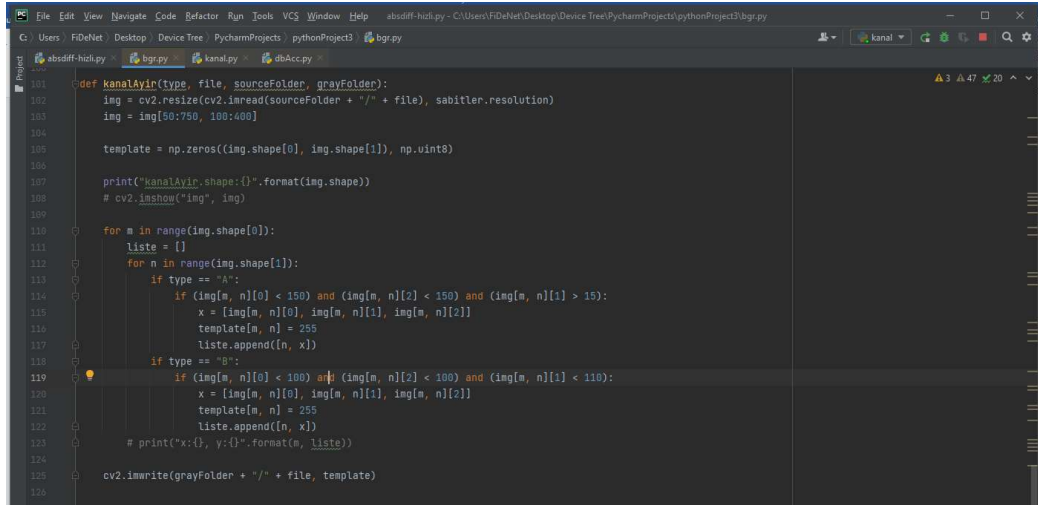 PC File Edit View Navigate Code Refactor Run Tools VCS Window Help absdiff-hizli.py - C:\Users\FiDeNet\Desktop\Device Tree\PycharmProjects\pythonProject3\bgr.py
C: Users FiDeNet Desktop Device Tree PycharmProjects pythonProject3 bgr.py kanal
absdiff-hizli.py bgr.py kanal.py dbAcc.py
Project
3 47 20
101 def kanalAyir(type, file, sourceFolder, grayFolder):
102 img = cv2.resize(cv2.imread(sourceFolder + "/" + file), sabitler.resolution)
103 img = img[50:750, 100:400]
104
105 template = np.zeros((img.shape[0], img.shape[1]), np.uint8)
106
107 print("kanalAyir.shape:{}".format(img.shape))
108 # cv2.imshow("img", img)
109
110 for m in range(img.shape[0]):
111 liste = []
112 for n in range(img.shape[1]):
113 if type == "A":
114 if (img[m, n][0] < 150) and (img[m, n][2] < 150) and (img[m, n][1] > 15):
115 x = [img[m, n][0], img[m, n][1], img[m, n][2]]
116 template[m, n] = 255
117 liste.append([n, x])
118 if type == "B":
119 if (img[m, n][0] < 100) and (img[m, n][2] < 100) and (img[m, n][1] < 110):
120 x = [img[m, n][0], img[m, n][1], img[m, n][2]]
121 template[m, n] = 255
122 liste.append([n, x])
123 # print("x:{}, y:{}".format(m, liste))
124
125 cv2.imwrite(grayFolder + "/" + file, template)
126